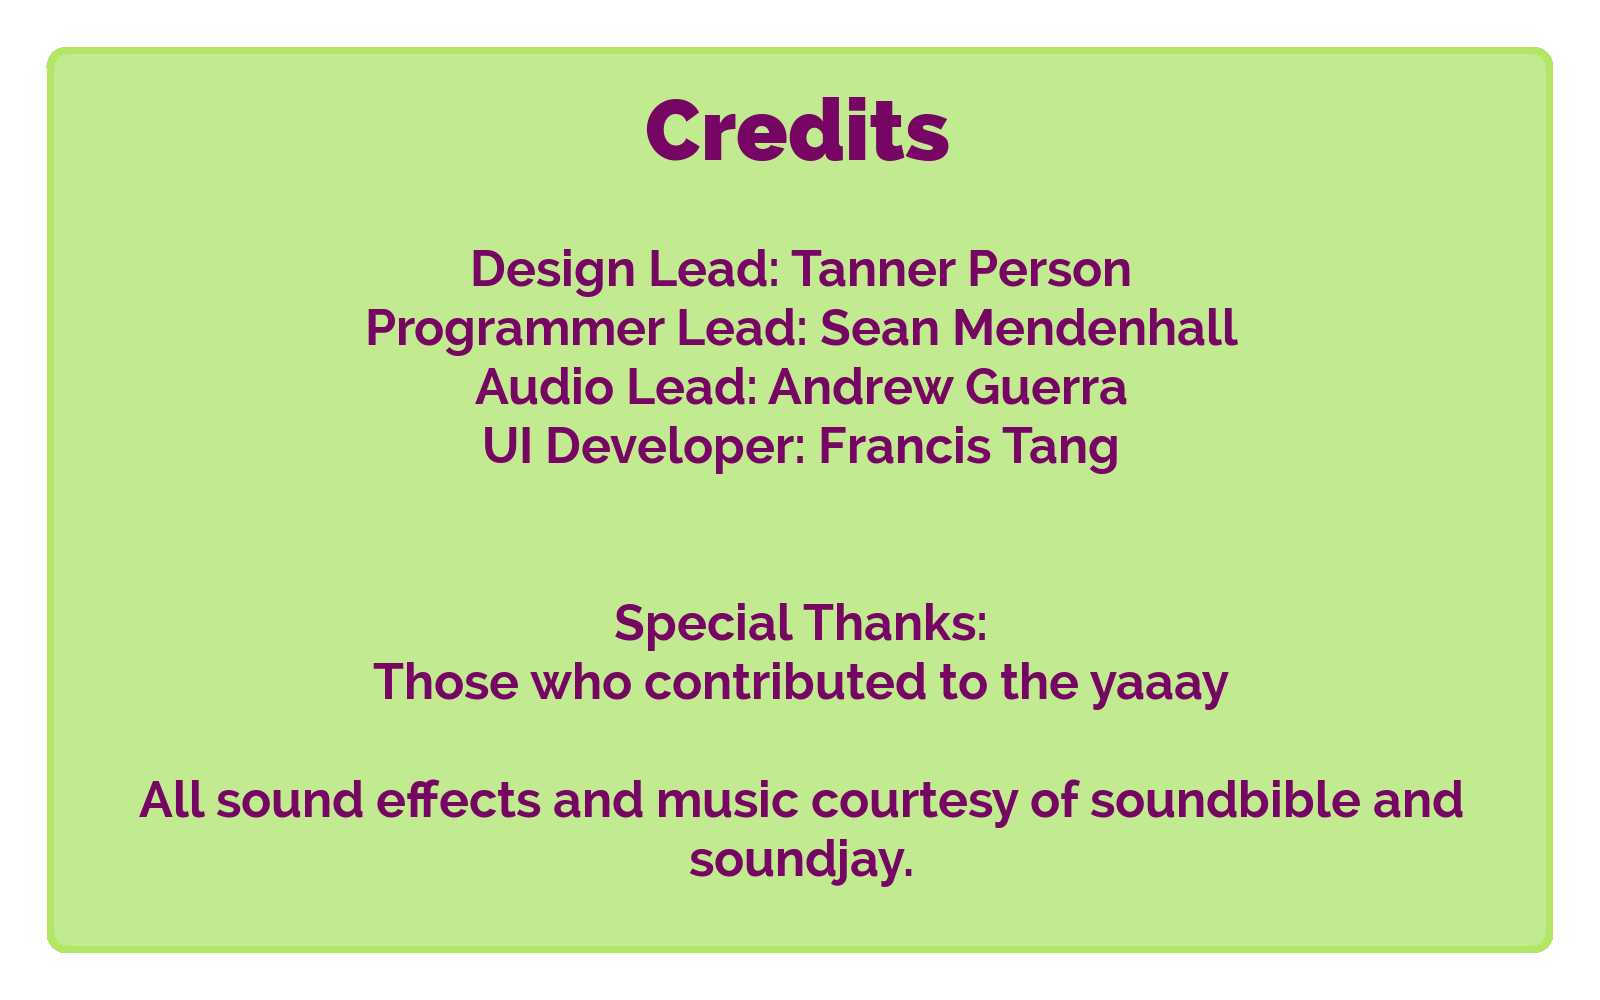 Credits
Design Lead: Tanner Person
Programmer Lead: Sean Mendenhall
Audio Lead: Andrew Guerra
UI Developer: Francis Tang
Special Thanks:
Those who contributed to the yaaay
All sound effects and music courtesy of soundbible and
soundjay.